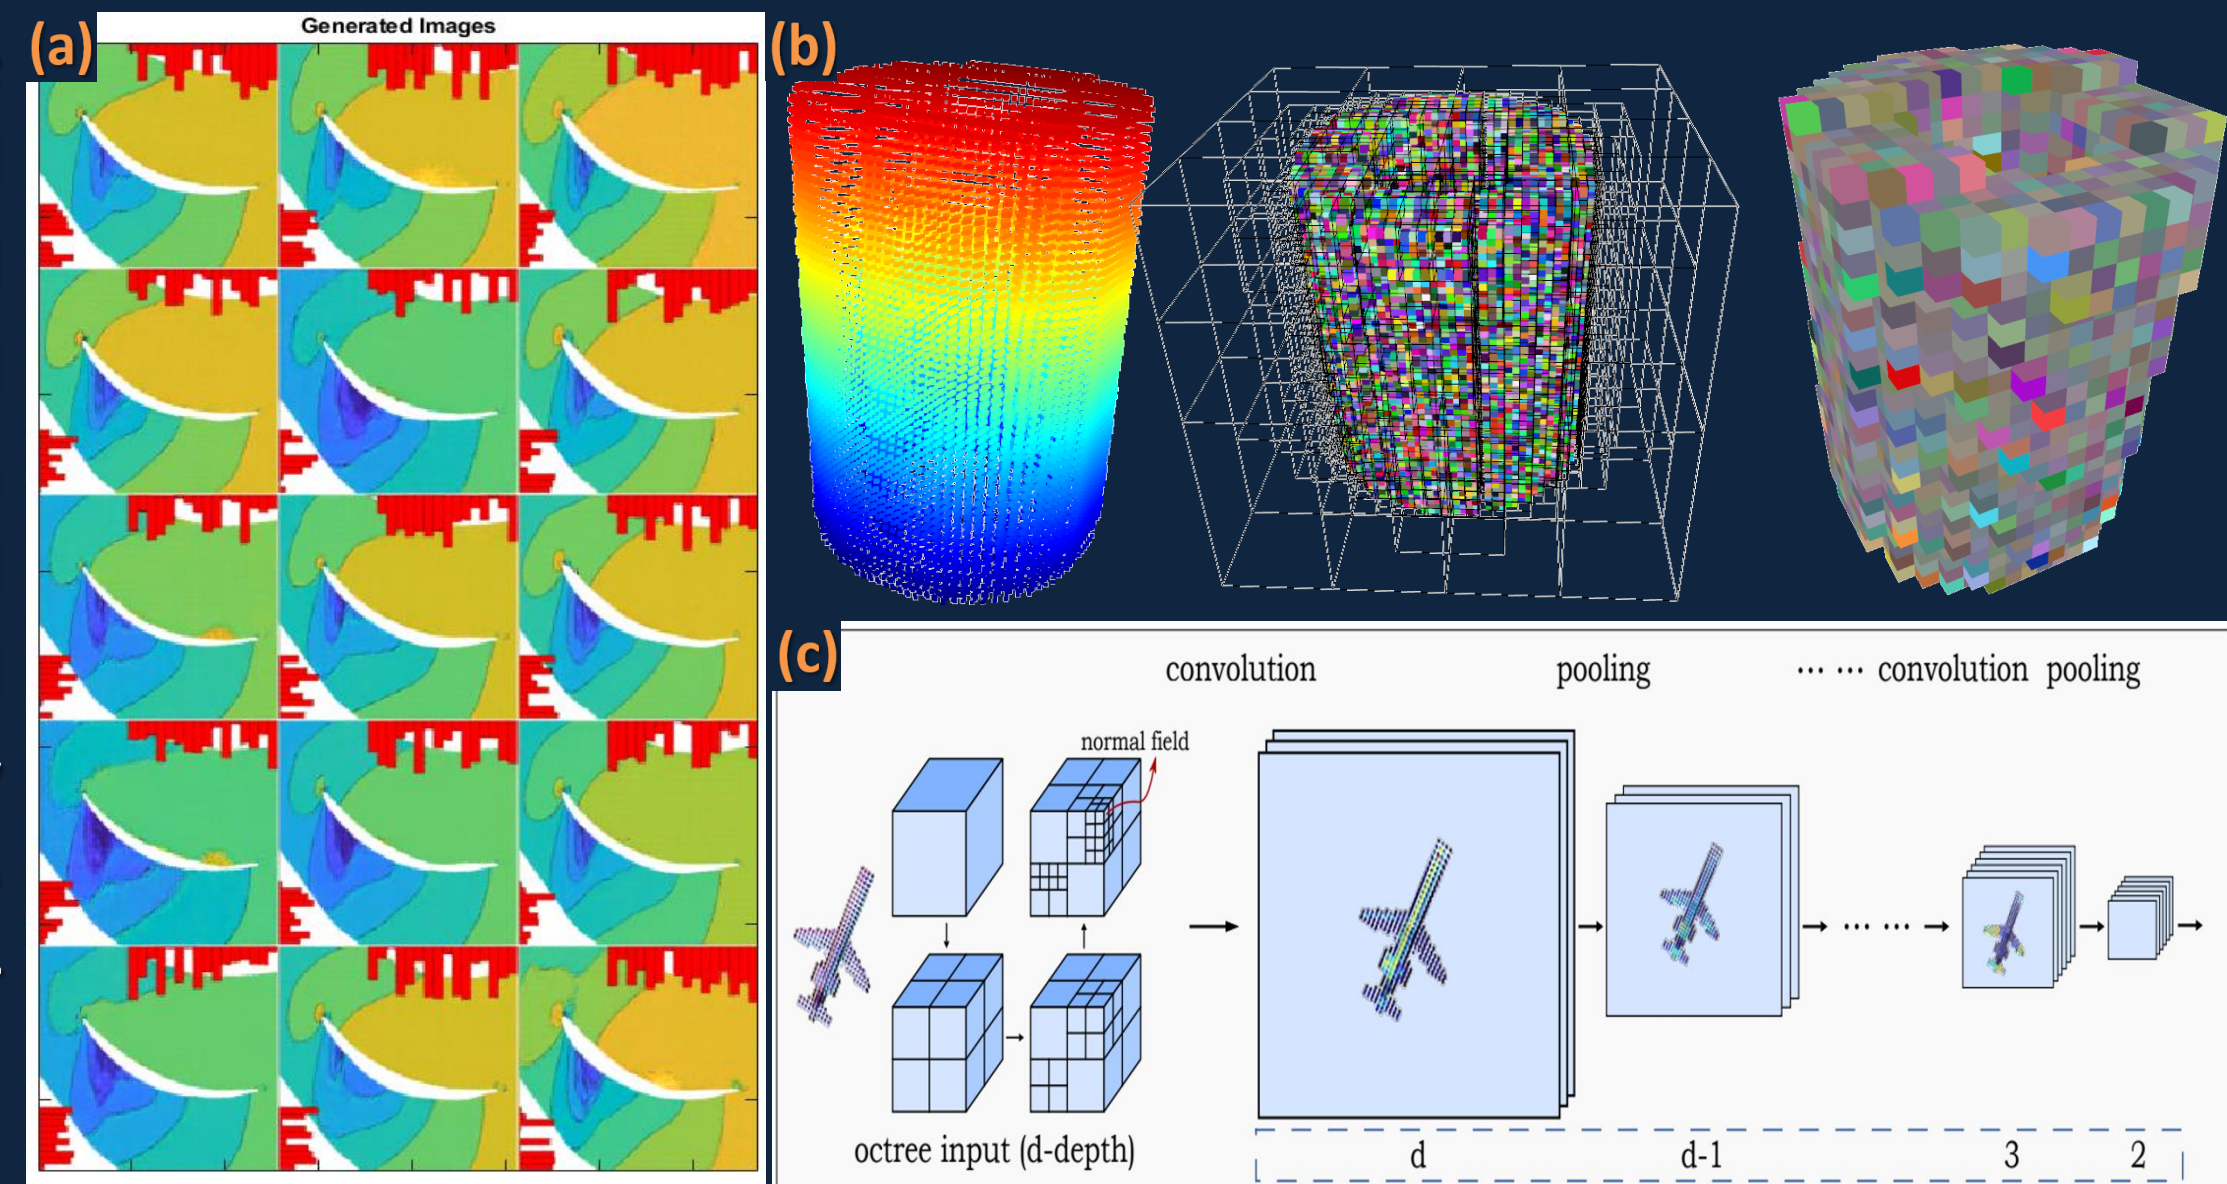 (a)
Generated Images
(b)
(c)
convolution pooling ... ... convolution pooling
normal field
... ...
octree input (d-depth)
d d-1 3 2